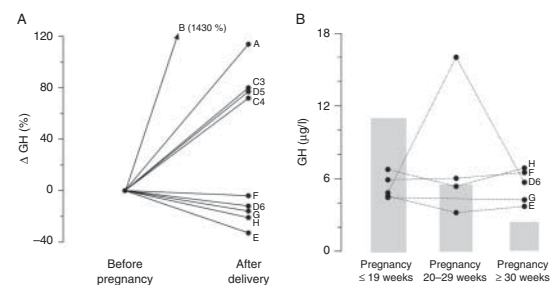 A
B
B (1430 %)
120
80
40
0
−40
Δ GH (%)
A
C3
D5
C4
F
D6
G
H
E
Before
pregnancy
After
delivery
18
12
6
0
GH (µg/l)
H
F
D6
G
E
Pregnancy
≤ 19 weeks
Pregnancy
20–29 weeks
Pregnancy
≥ 30 weeks